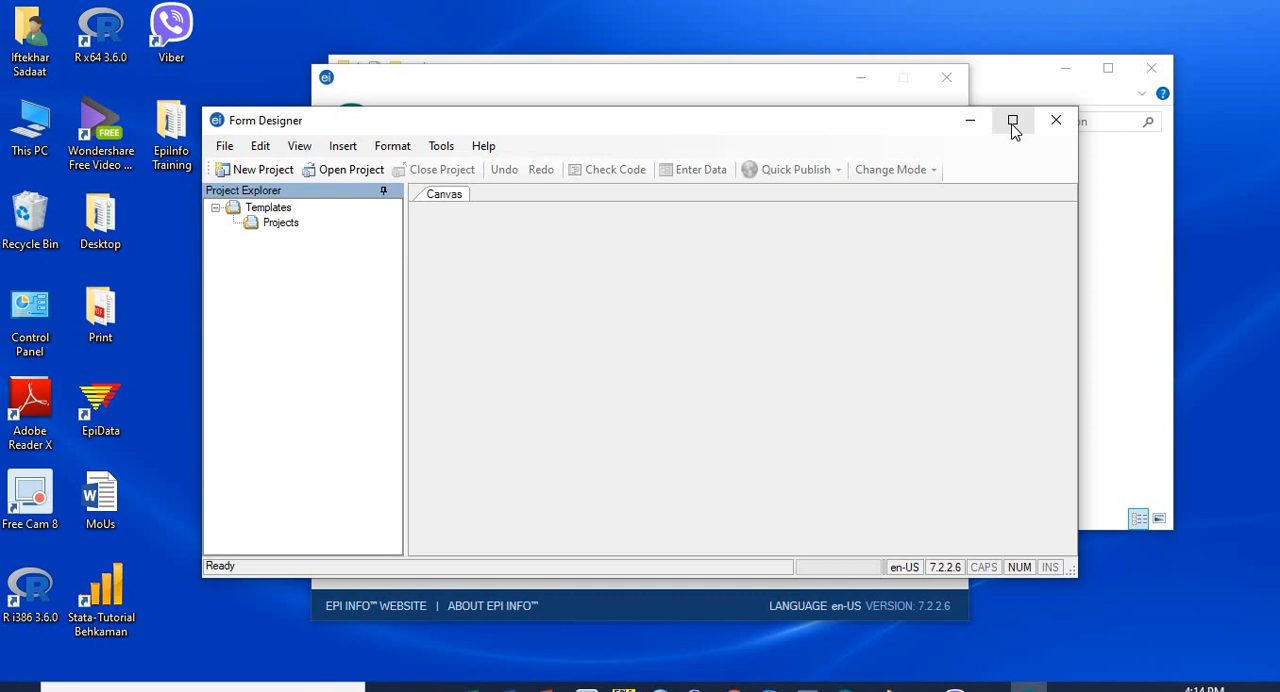 Iftekhar
Sadaat
R x64 3.6.0
Viber
This PC
FREE
Wondershare
Free Video ...
EpiInfo
Training
Recycle Bin
Desktop
Control
Panel
Print
Adobe
Reader X
EpiData
Free Cam 8
W
MoUs
R i386 3.6.0
Stata-Tutorial
Behkaman
ei
ei Form Designer
File Edit View Insert Format Tools Help
New Project Open Project Close Project Undo Redo Check Code Enter Data Quick Publish Change Mode
Project Explorer
Canvas
Templates
Projects
Ready
en-US 7.2.2.6 CAPS NUM INS
EPI INFO™ WEBSITE | ABOUT EPI INFO™
LANGUAGE en-US VERSION: 7.2.2.6
4:14 PM